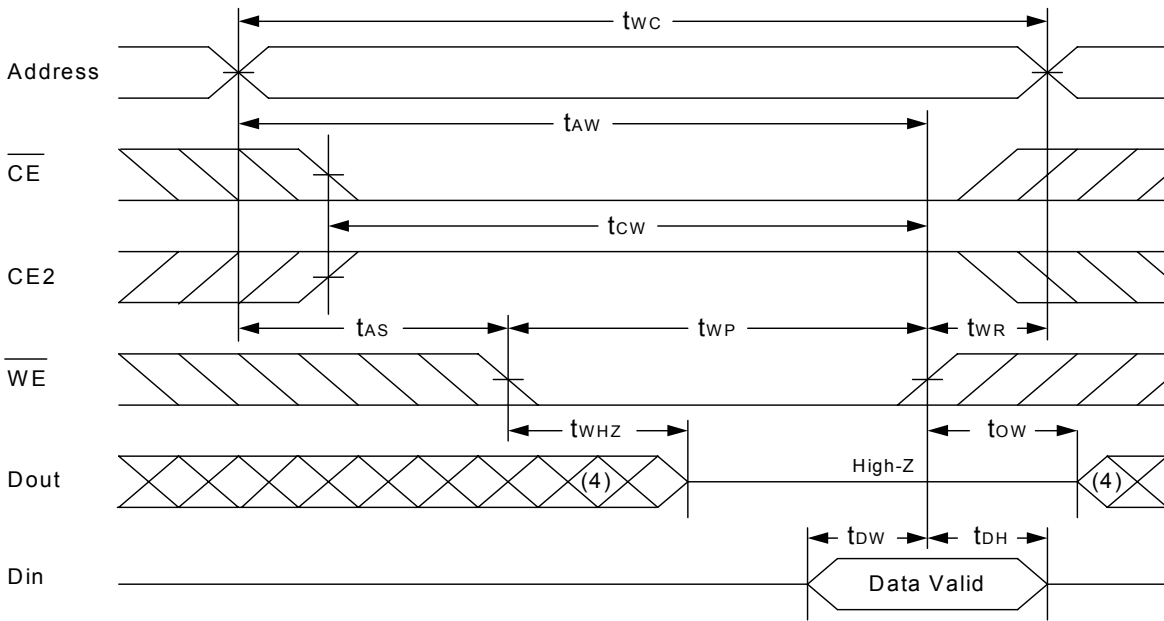 tWC
Address
tAW
CE
tCW
CE2
tAS tWP tWR
WE
tWHZ tOW
Dout (4) High-Z (4)
tDW tDH
Din Data Valid